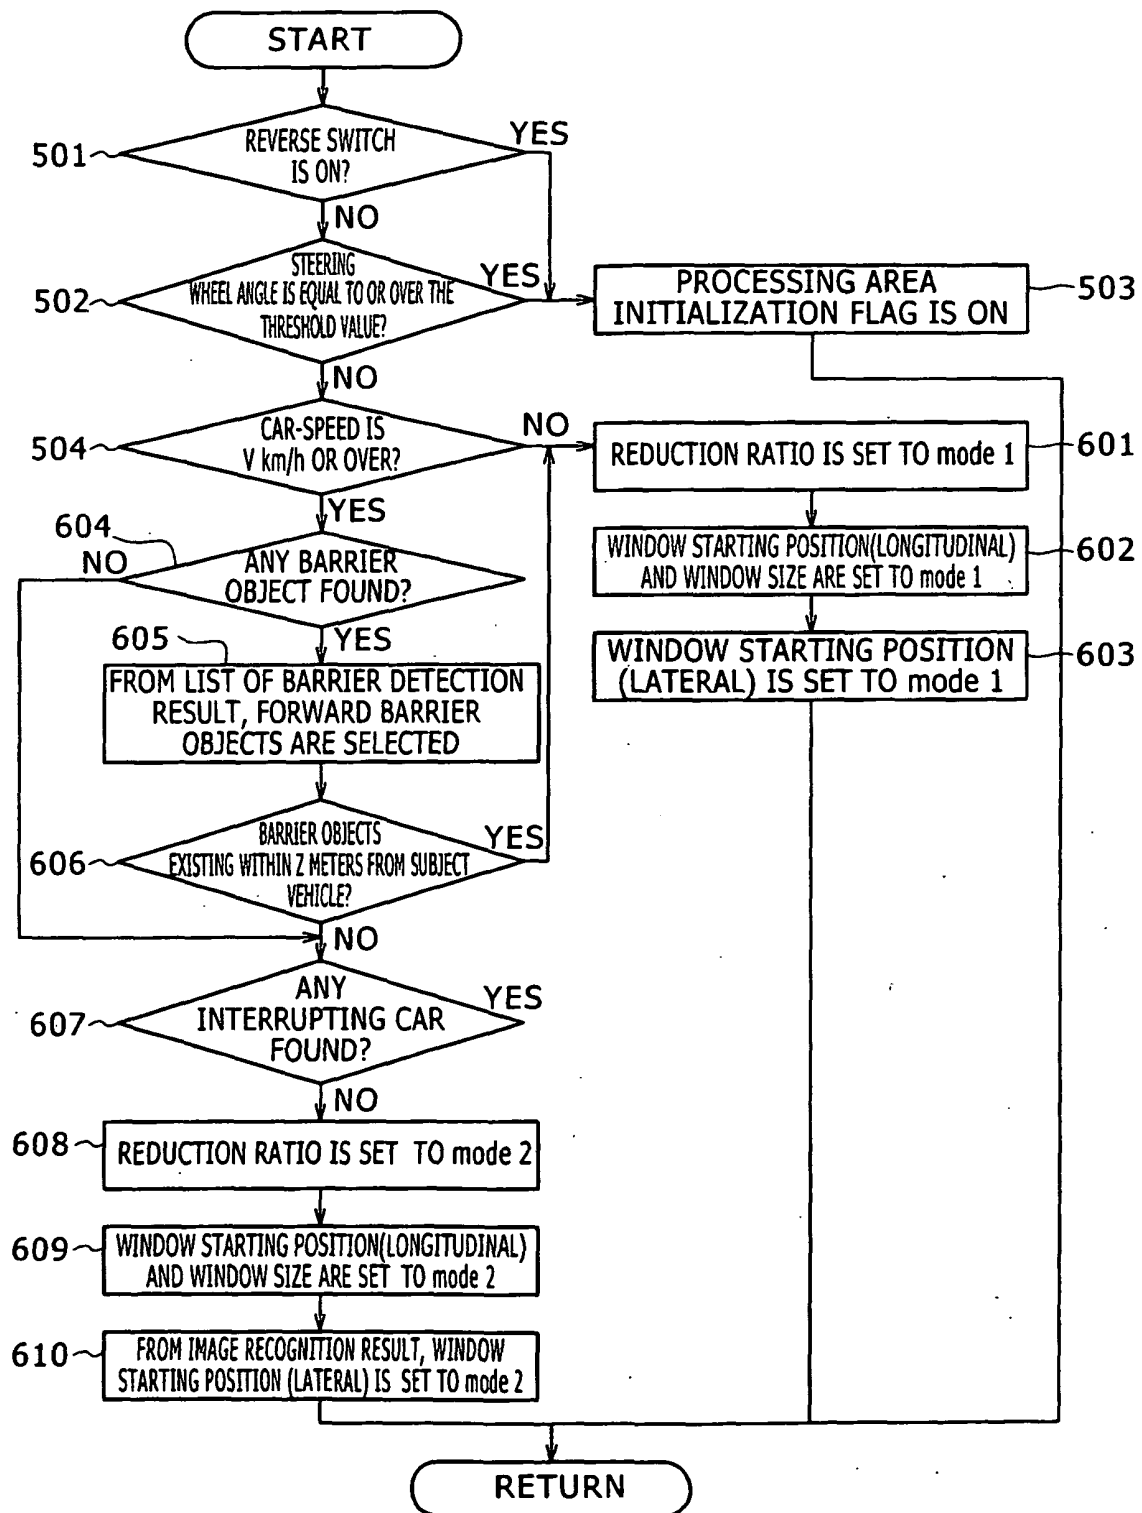 START
501
REVERSE SWITCH
IS ON?
YES
NO
502
STEERING
WHEEL ANGLE IS EQUAL TO OR OVER THE
THRESHOLD VALUE?
YES
PROCESSING AREA
INITIALIZATION FLAG IS ON
503
NO
504
CAR-SPEED IS
V km/h OR OVER?
NO
REDUCTION RATIO IS SET TO mode 1
601
YES
604
NO
ANY BARRIER
OBJECT FOUND?
WINDOW STARTING POSITION(LONGITUDINAL)
AND WINDOW SIZE ARE SET TO mode 1
602
YES
605
FROM LIST OF BARRIER DETECTION
RESULT, FORWARD BARRIER
OBJECTS ARE SELECTED
WINDOW STARTING POSITION
(LATERAL) IS SET TO mode 1
603
606
BARRIER OBJECTS
EXISTING WITHIN Z METERS FROM SUBJECT
VEHICLE?
YES
NO
607
ANY
INTERRUPTING CAR
FOUND?
YES
NO
608
REDUCTION RATIO IS SET TO mode 2
609
WINDOW STARTING POSITION(LONGITUDINAL)
AND WINDOW SIZE ARE SET TO mode 2
610
FROM IMAGE RECOGNITION RESULT, WINDOW
STARTING POSITION (LATERAL) IS SET TO mode 2
RETURN